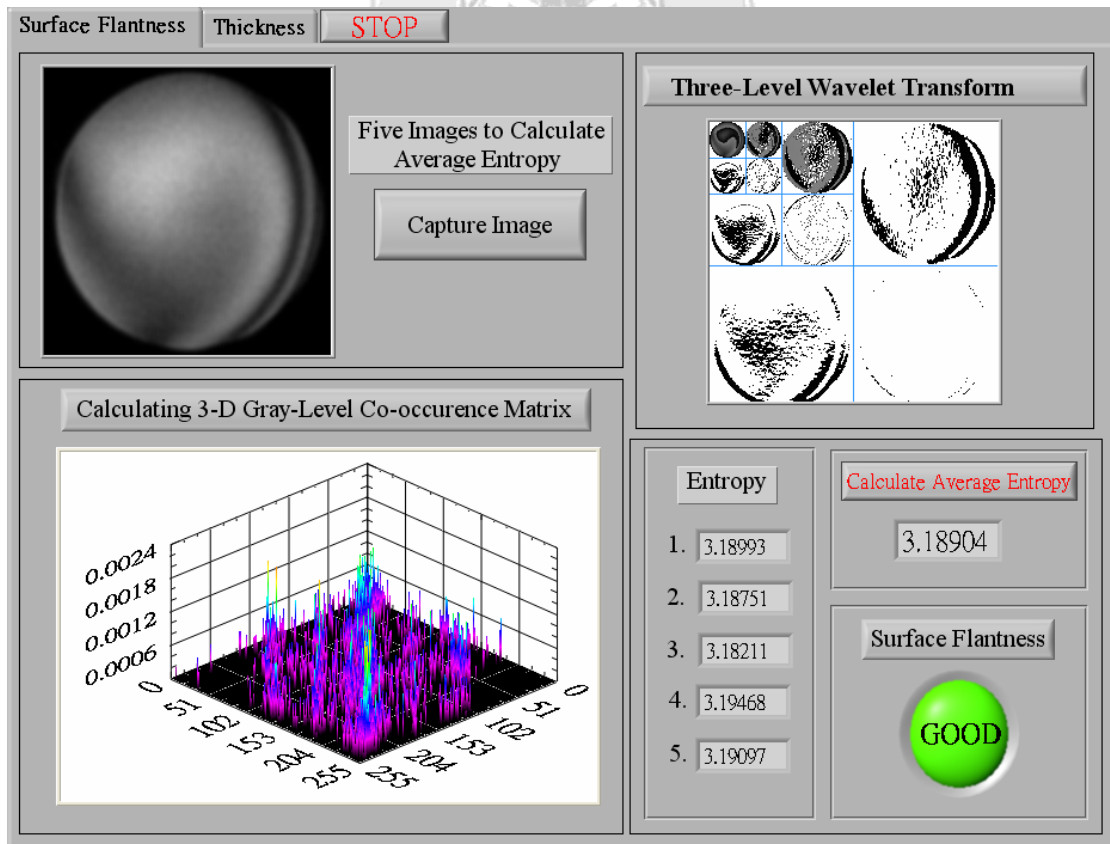 Surface Flantness
Thickness
STOP
Five Images to Calculate
Average Entropy
Capture Image
Three-Level Wavelet Transform
Calculating 3-D Gray-Level Co-occurence Matrix
0.0024
0.0018
0.0012
0.0006
0
51
102
153
204
255
255
204
153
102
51
0
Entropy
1. 3.18993
2. 3.18751
3. 3.18211
4. 3.19468
5. 3.19097
Calculate Average Entropy
3.18904
Surface Flantness
GOOD